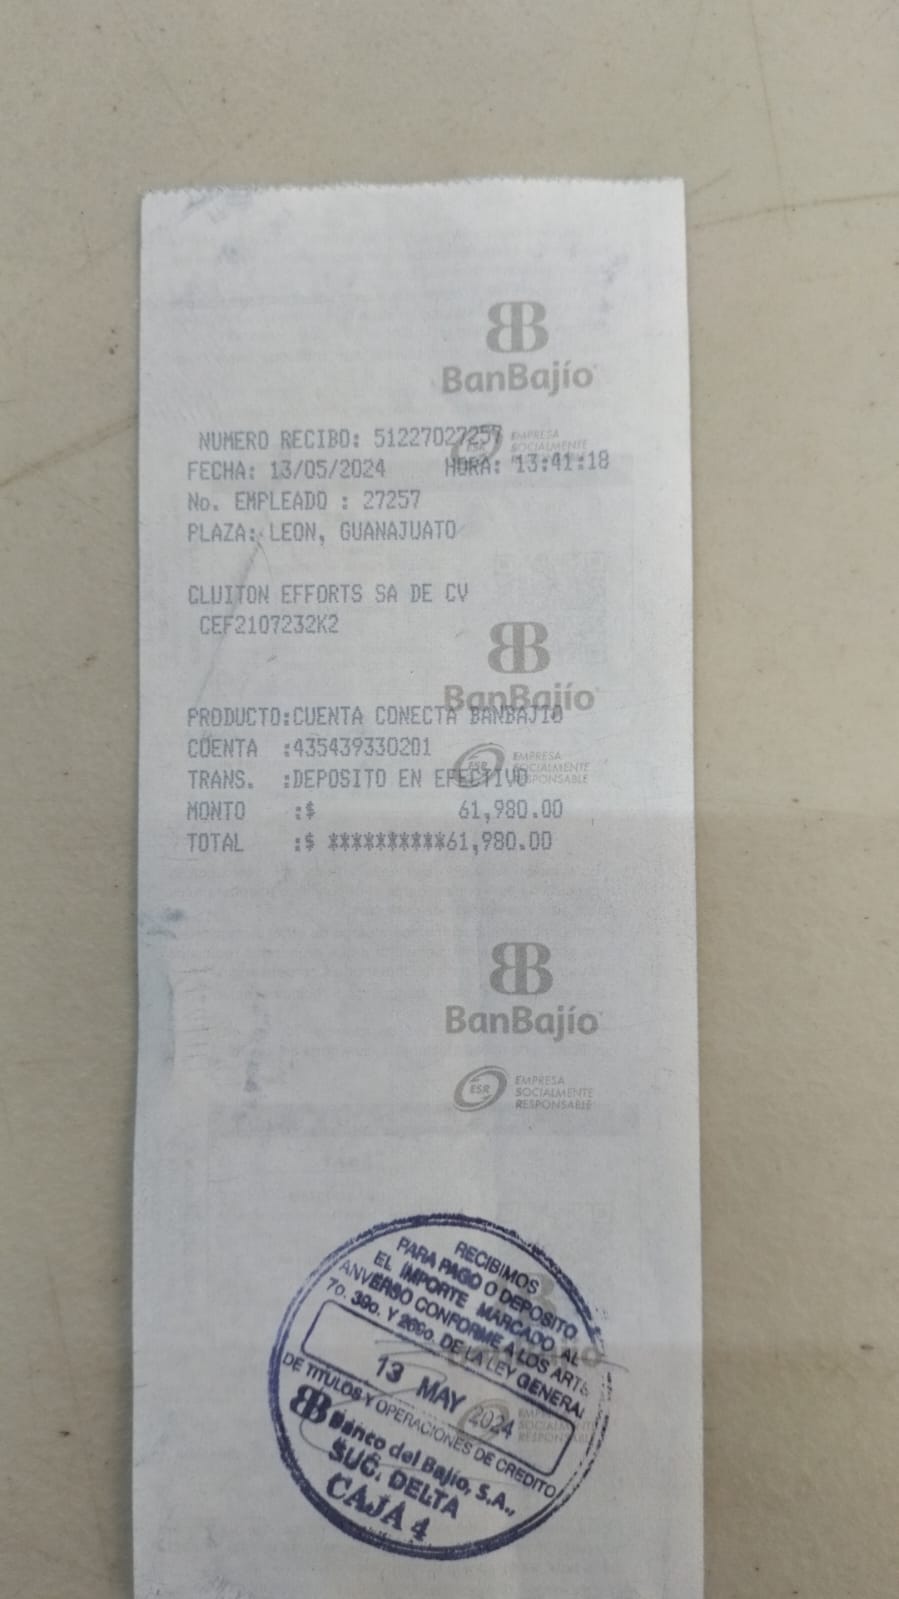 BanBajío
NUMERO RECIBO: 51227027257
EMPRESA
SOCIALMENTE
FECHA: 13/05/2024 HORA: 13:41:18
No. EMPLEADO : 27257
PLAZA: LEON, GUANAJUATO
CLUITON EFFORTS SA DE CV
CEF2107232K2
BanBajío
PRODUCTO:CUENTA CONECTA BANBAJIO
CUENTA :435439330201
ESR EMPRESA
SOCIALMENTE
RESPONSABLE
TRANS. :DEPOSITO EN EFECTIVO
MONTO :$ 61,980.00
TOTAL :$ **********61,980.00
BanBajío
ESR EMPRESA
SOCIALMENTE
RESPONSABLE
RECIBIMOS
PARA PAGO O DEPOSITO
EL IMPORTE MARCADO AL
ANVERSO CONFORME A LOS ARTS
7o. 39o. Y 269o. DE LA LEY GENERAL
13 MAY 2024
DE TITULOS Y OPERACIONES DE CREDITO
Banco del Bajío, S.A.,
SUC. DELTA
CAJA 4